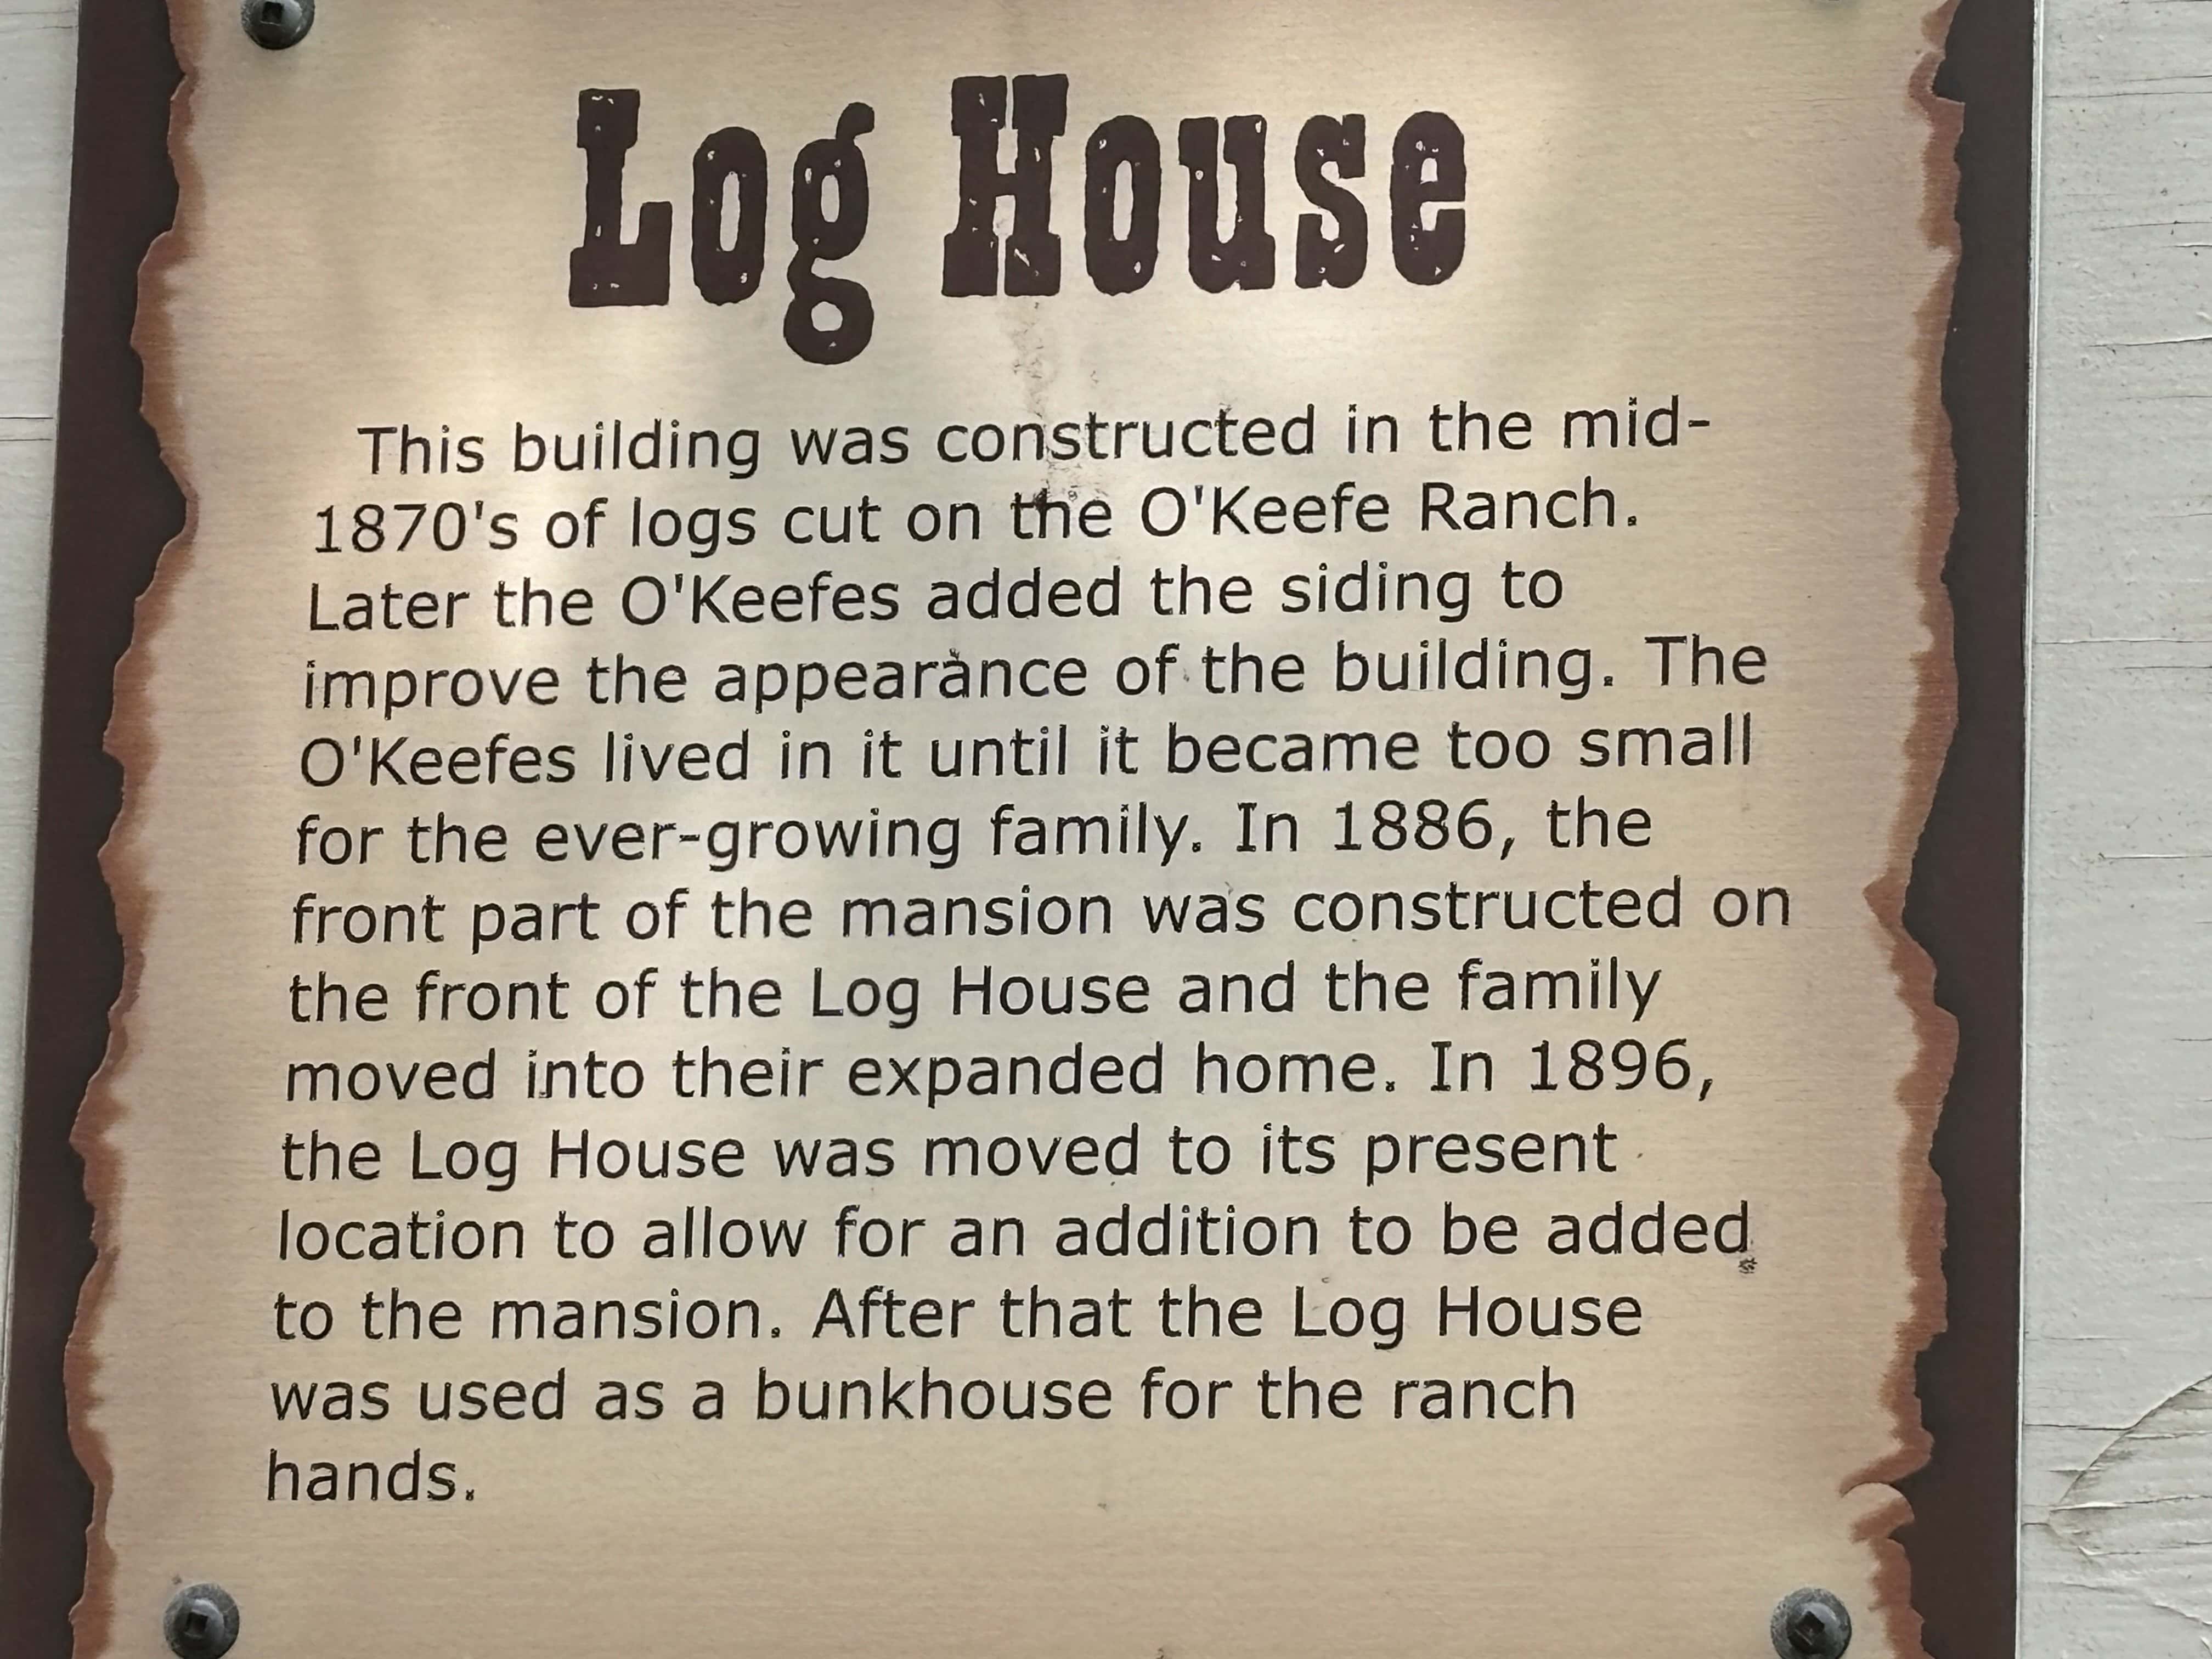 Log House
This building was constructed in the mid-
1870's of logs cut on the O'Keefe Ranch.
Later the O'Keefes added the siding to
improve the appearance of the building. The
O'Keefes lived in it until it became too small
for the ever-growing family. In 1886, the
front part of the mansion was constructed on
the front of the Log House and the family
moved into their expanded home. In 1896,
the Log House was moved to its present
location to allow for an addition to be added
to the mansion. After that the Log House
was used as a bunkhouse for the ranch
hands.